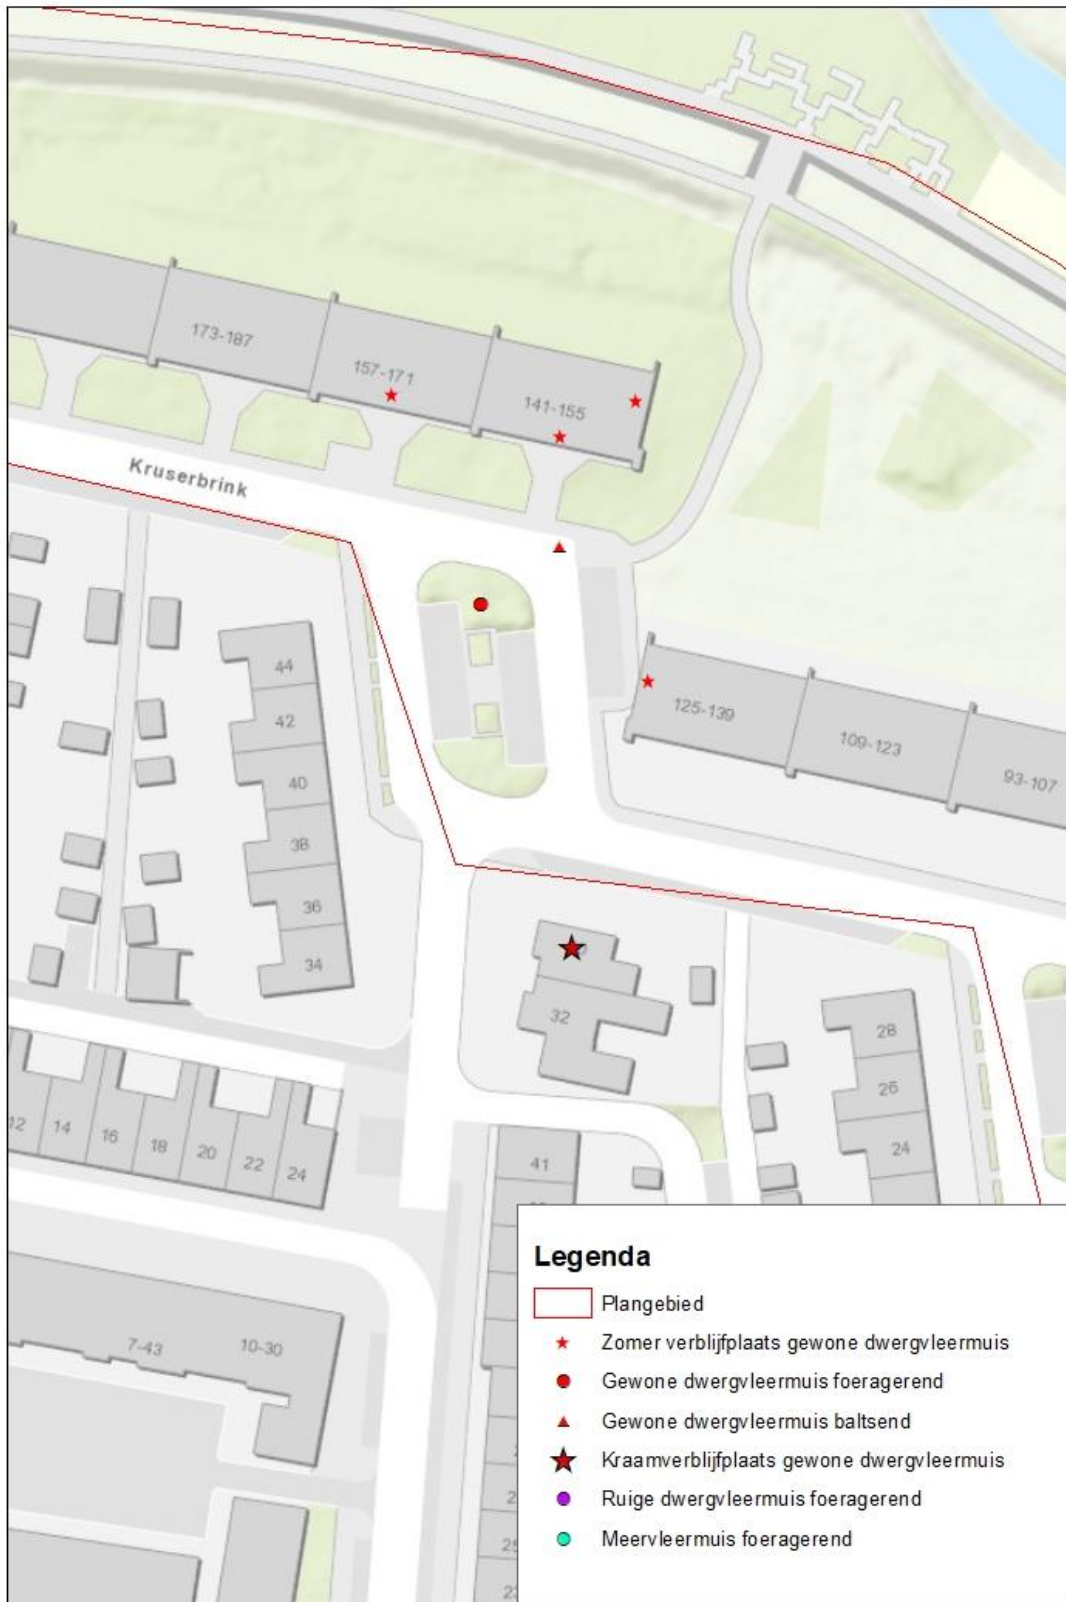 173-187
157-171
141-155
Kruserbrink
44
42
125-139
109-123
93-107
40
38
36
34
32
28
26
24
12
14
16
18
20
22
24
41
7-43
10-30
Legenda
Plangebied
Zomer verblijfplaats gewone dwergvleermuis
Gewone dwergvleermuis foeragerend
Gewone dwergvleermuis baltsend
Kraamverblijfplaats gewone dwergvleermuis
Ruige dwergvleermuis foeragerend
Meervleermuis foeragerend